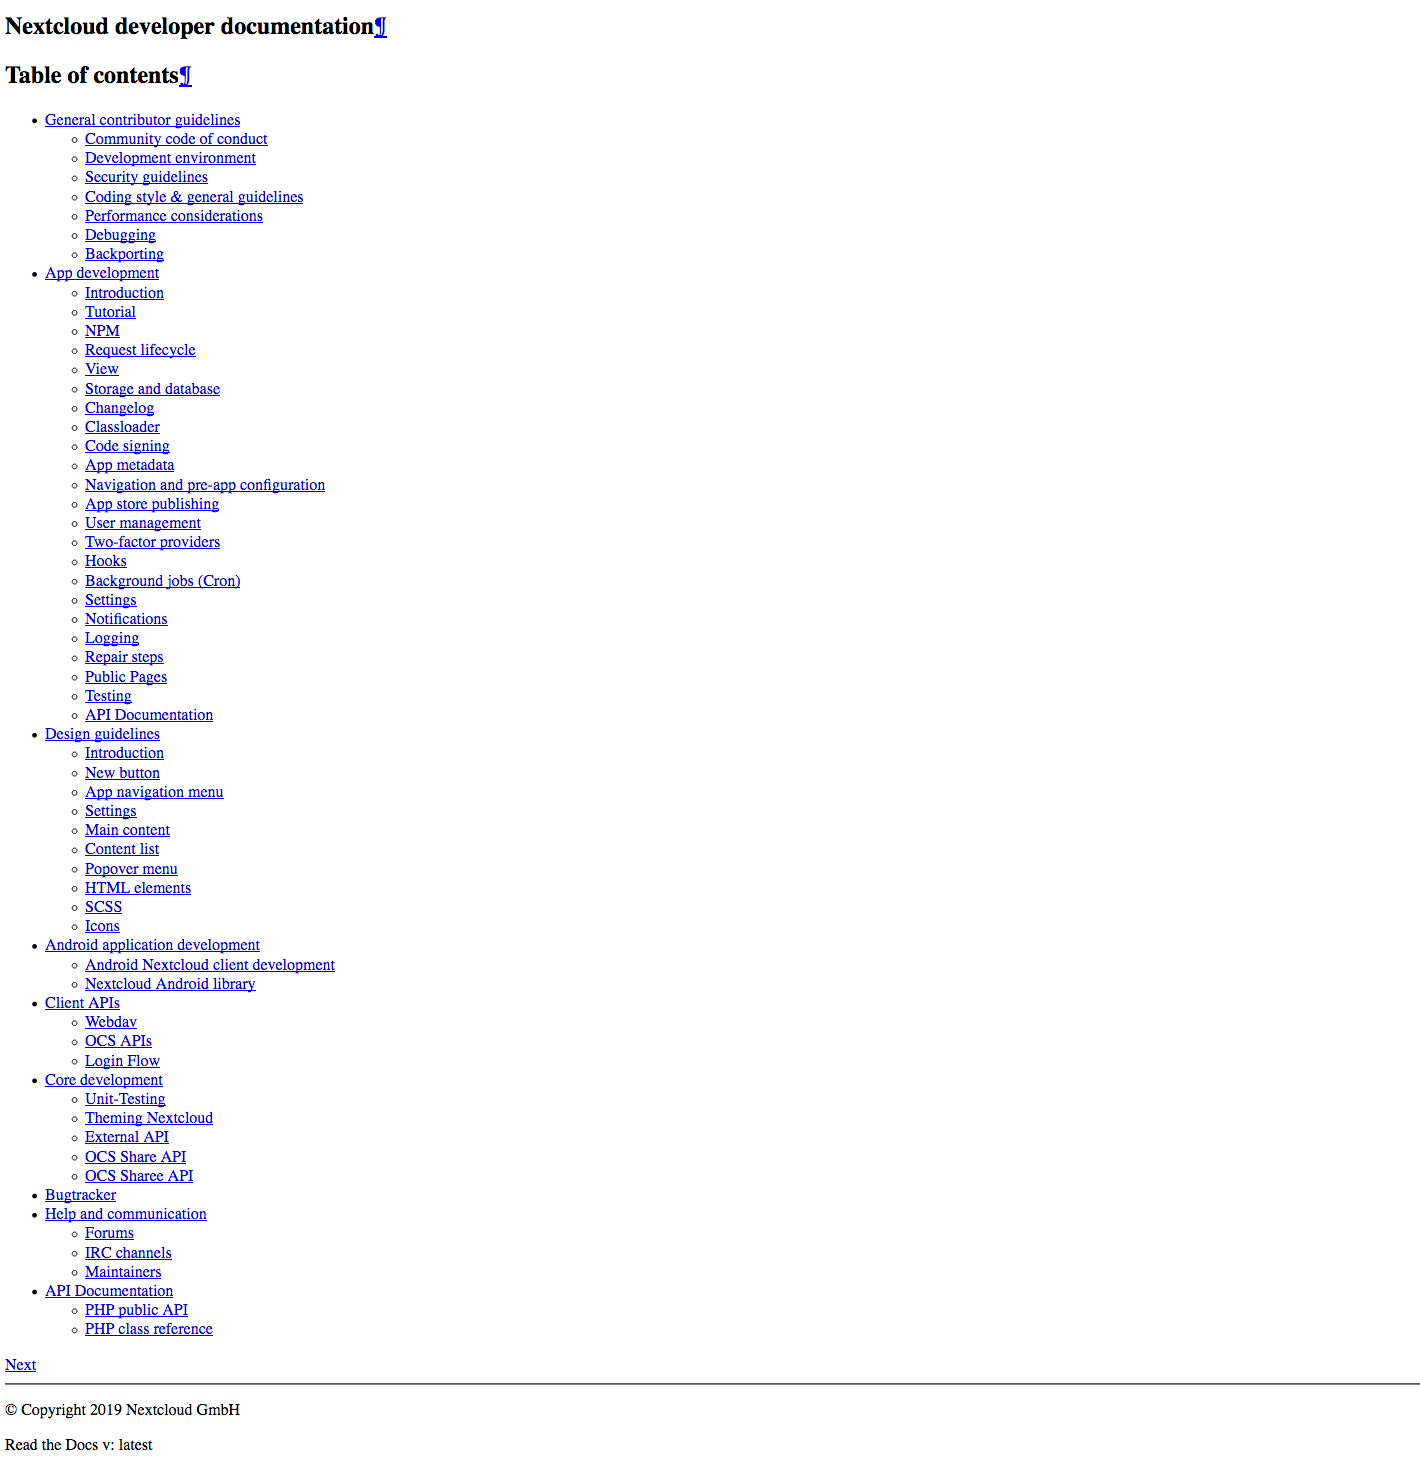 Nextcloud developer documentation¶
Table of contents¶
General contributor guidelines
Community code of conduct
Development environment
Security guidelines
Coding style & general guidelines
Performance considerations
Debugging
Backporting
App development
Introduction
Tutorial
NPM
Request lifecycle
View
Storage and database
Changelog
Classloader
Code signing
App metadata
Navigation and pre-app configuration
App store publishing
User management
Two-factor providers
Hooks
Background jobs (Cron)
Settings
Notifications
Logging
Repair steps
Public Pages
Testing
API Documentation
Design guidelines
Introduction
New button
App navigation menu
Settings
Main content
Content list
Popover menu
HTML elements
SCSS
Icons
Android application development
Android Nextcloud client development
Nextcloud Android library
Client APIs
Webdav
OCS APIs
Login Flow
Core development
Unit-Testing
Theming Nextcloud
External API
OCS Share API
OCS Sharee API
Bugtracker
Help and communication
Forums
IRC channels
Maintainers
API Documentation
PHP public API
PHP class reference
Next
© Copyright 2019 Nextcloud GmbH
Read the Docs v: latest